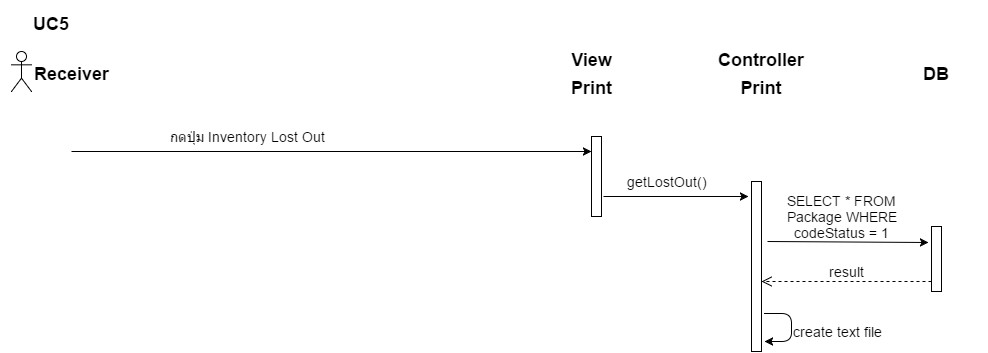 UC5
Receiver
View
Print
Controller
Print
DB
กดปุ่ม Inventory Lost Out
getLostOut()
SELECT * FROM
Package WHERE
codeStatus = 1
result
create text file